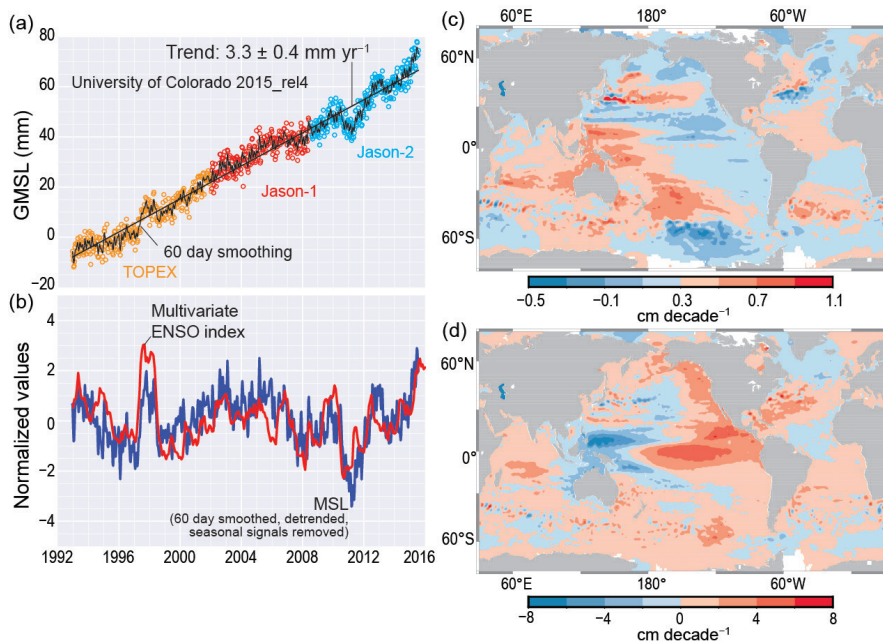 (a)
80
60
40
20
0
−20
GMSL (mm)
Trend: 3.3 ± 0.4 mm yr⁻¹
University of Colorado 2015_rel4
Jason-2
Jason-1
60 day smoothing
TOPEX
(b)
4
2
0
−2
−4
Normalized values
Multivariate
ENSO index
MSL
(60 day smoothed, detrended,
seasonal signals removed)
1992 1996 2000 2004 2008 2012 2016
(c)
60°E 180° 60°W
60°N
0°
60°S
−0.5 −0.1 0.3 0.7 1.1
cm decade⁻¹
(d)
60°N
0°
60°S
60°E 180° 60°W
−8 −4 0 4 8
cm decade⁻¹